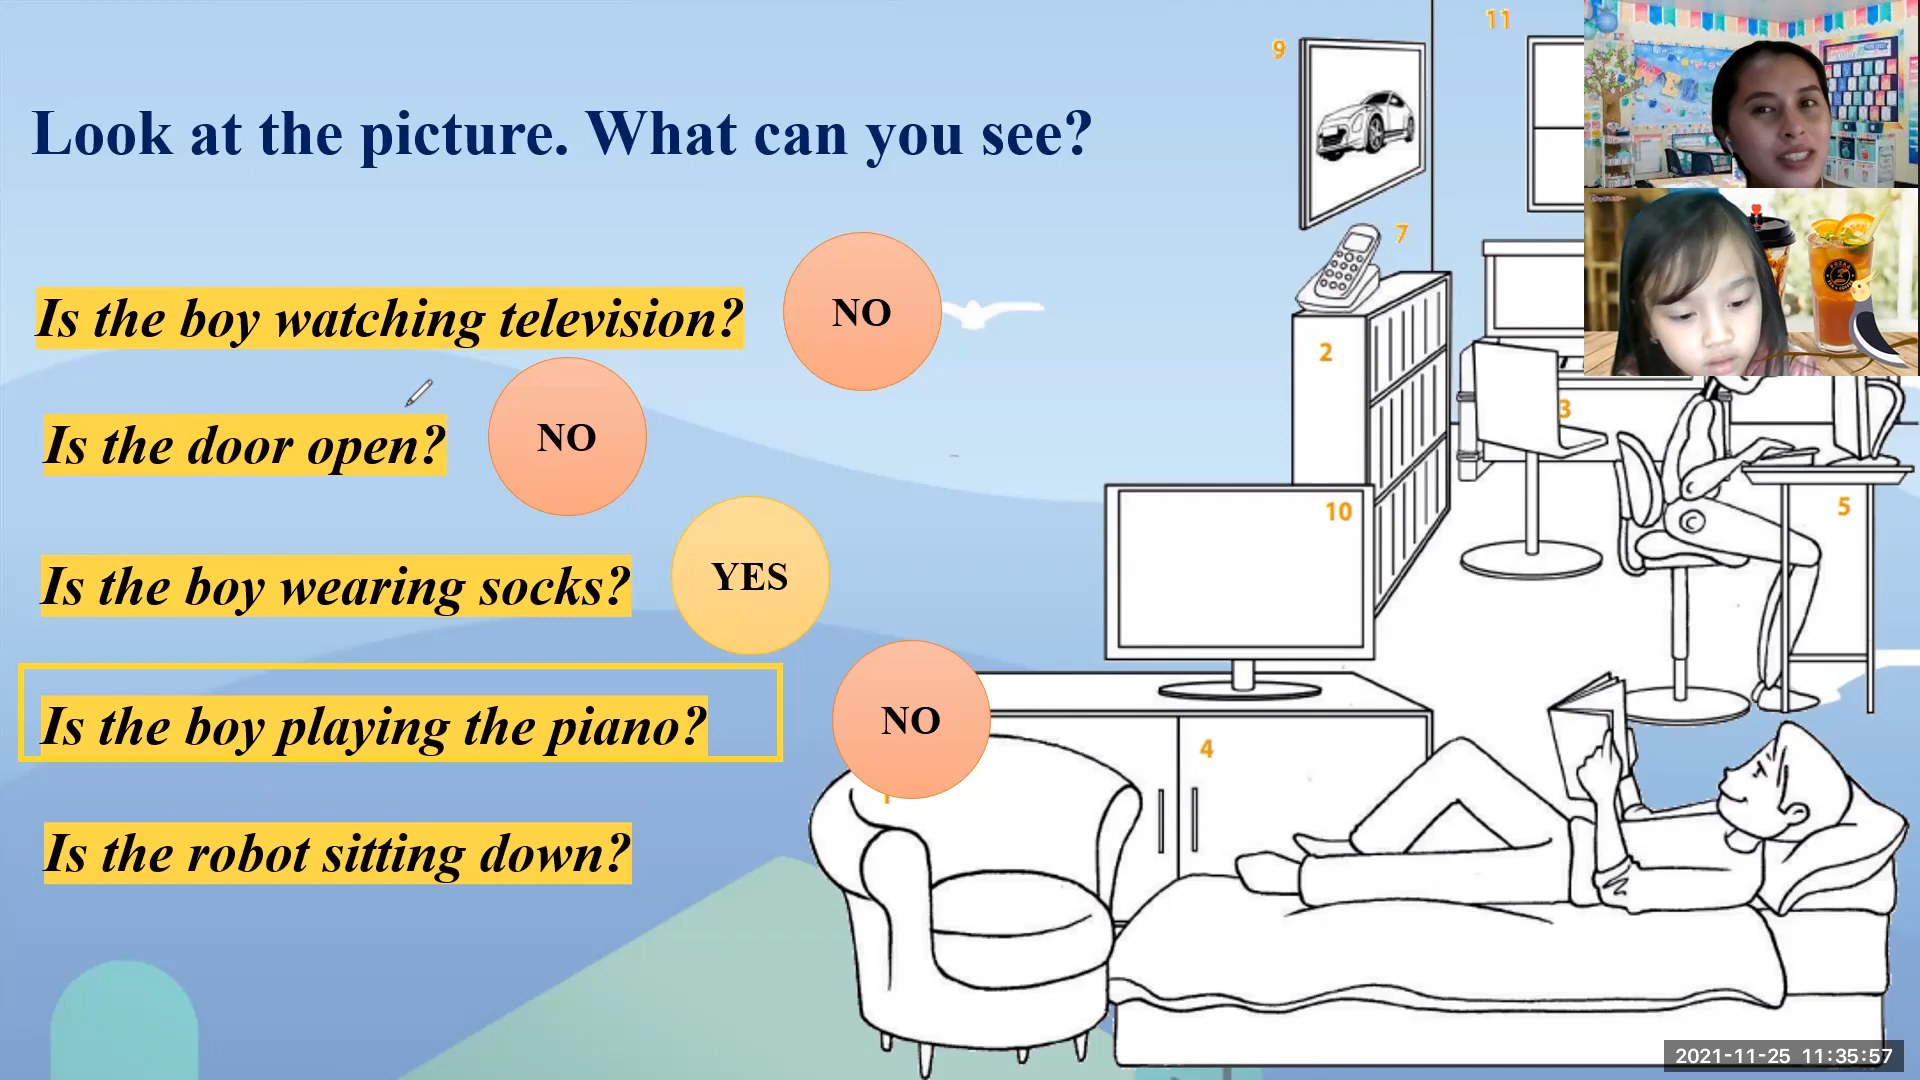 Look at the picture. What can you see?
Is the boy watching television?
NO
Is the door open?
NO
Is the boy wearing socks?
YES
Is the boy playing the piano?
NO
Is the robot sitting down?
9
11
7
2
3
10
5
4
2021-11-25 11:35:57